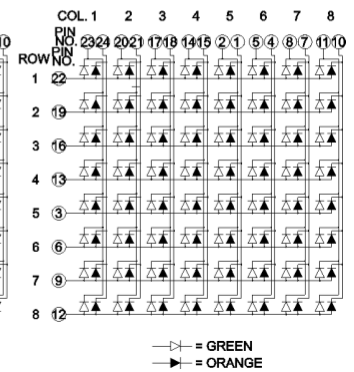 COL. 1 2 3 4 5 6 7 8
PIN NO. 23 24 20 21 17 18 14 15 2 1 5 4 8 7 11 10
10
ROW PIN NO.
1 22
2 19
3 16
4 13
5 3
6 6
7 9
8 12
= GREEN
= ORANGE